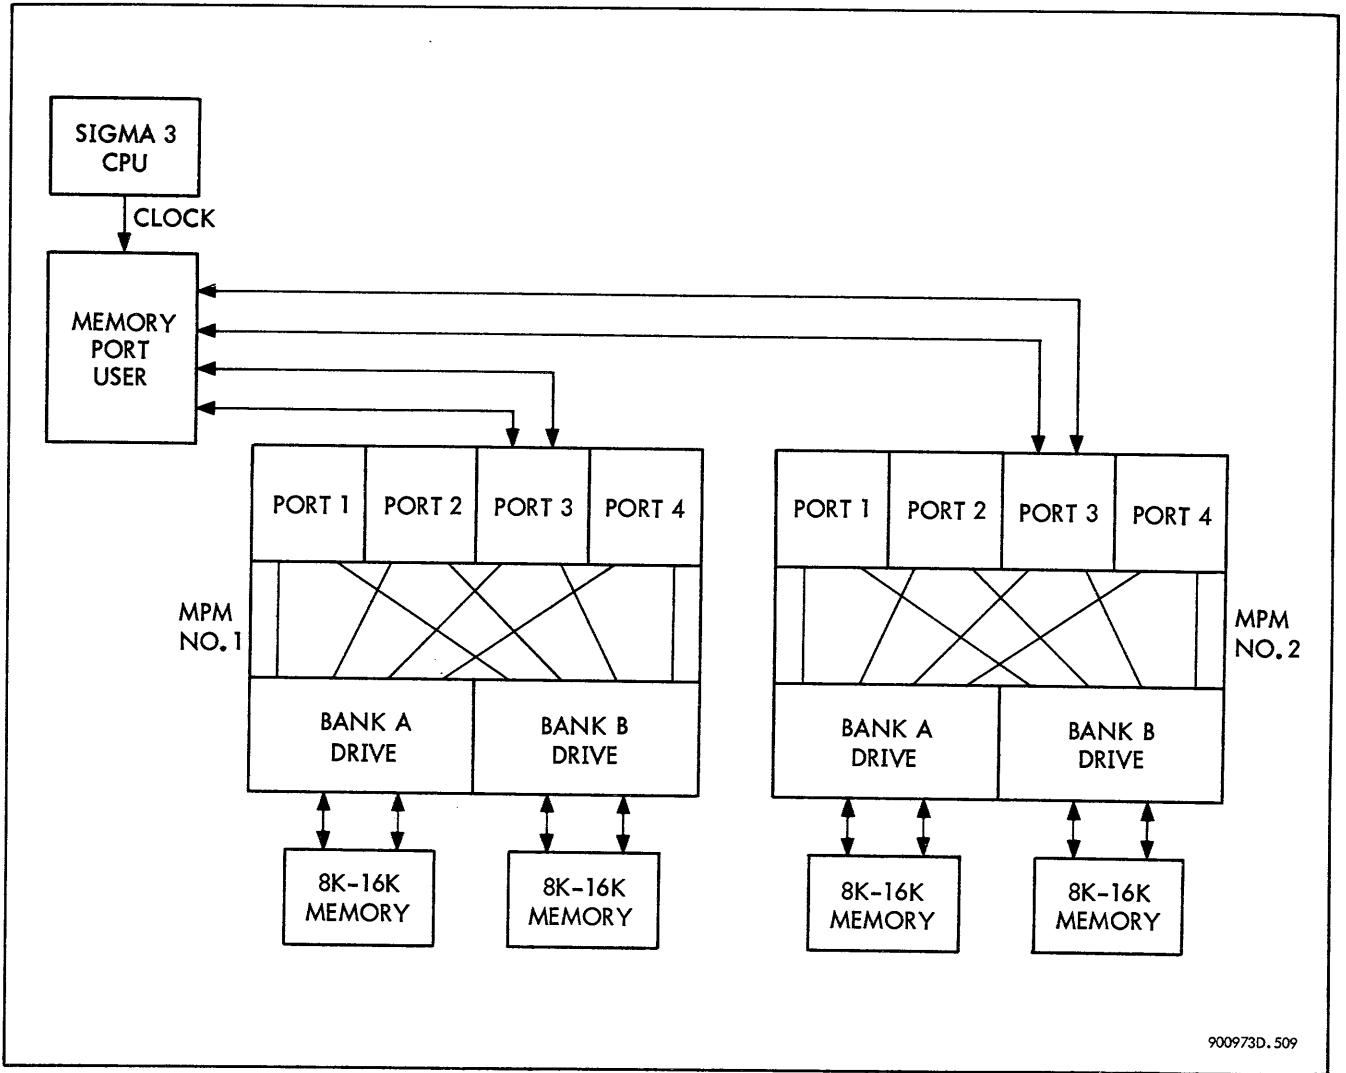 SIGMA 3
CPU
CLOCK
MEMORY
PORT
USER
PORT 1
PORT 2
PORT 3
PORT 4
PORT 1
PORT 2
PORT 3
PORT 4
MPM
NO. 1
MPM
NO. 2
BANK A
DRIVE
BANK B
DRIVE
BANK A
DRIVE
BANK B
DRIVE
8K-16K
MEMORY
8K-16K
MEMORY
8K-16K
MEMORY
8K-16K
MEMORY
900973D.509